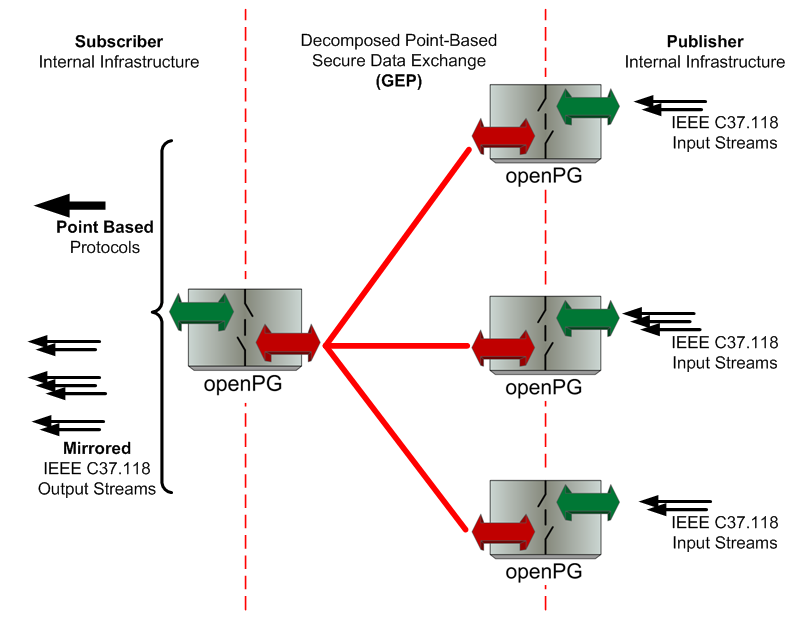 Subscriber
Internal Infrastructure
Decomposed Point-Based
Secure Data Exchange
(GEP)
Publisher
Internal Infrastructure
IEEE C37.118
Input Streams
openPG
Point Based
Protocols
openPG
IEEE C37.118
Input Streams
openPG
Mirrored
IEEE C37.118
Output Streams
IEEE C37.118
Input Streams
openPG